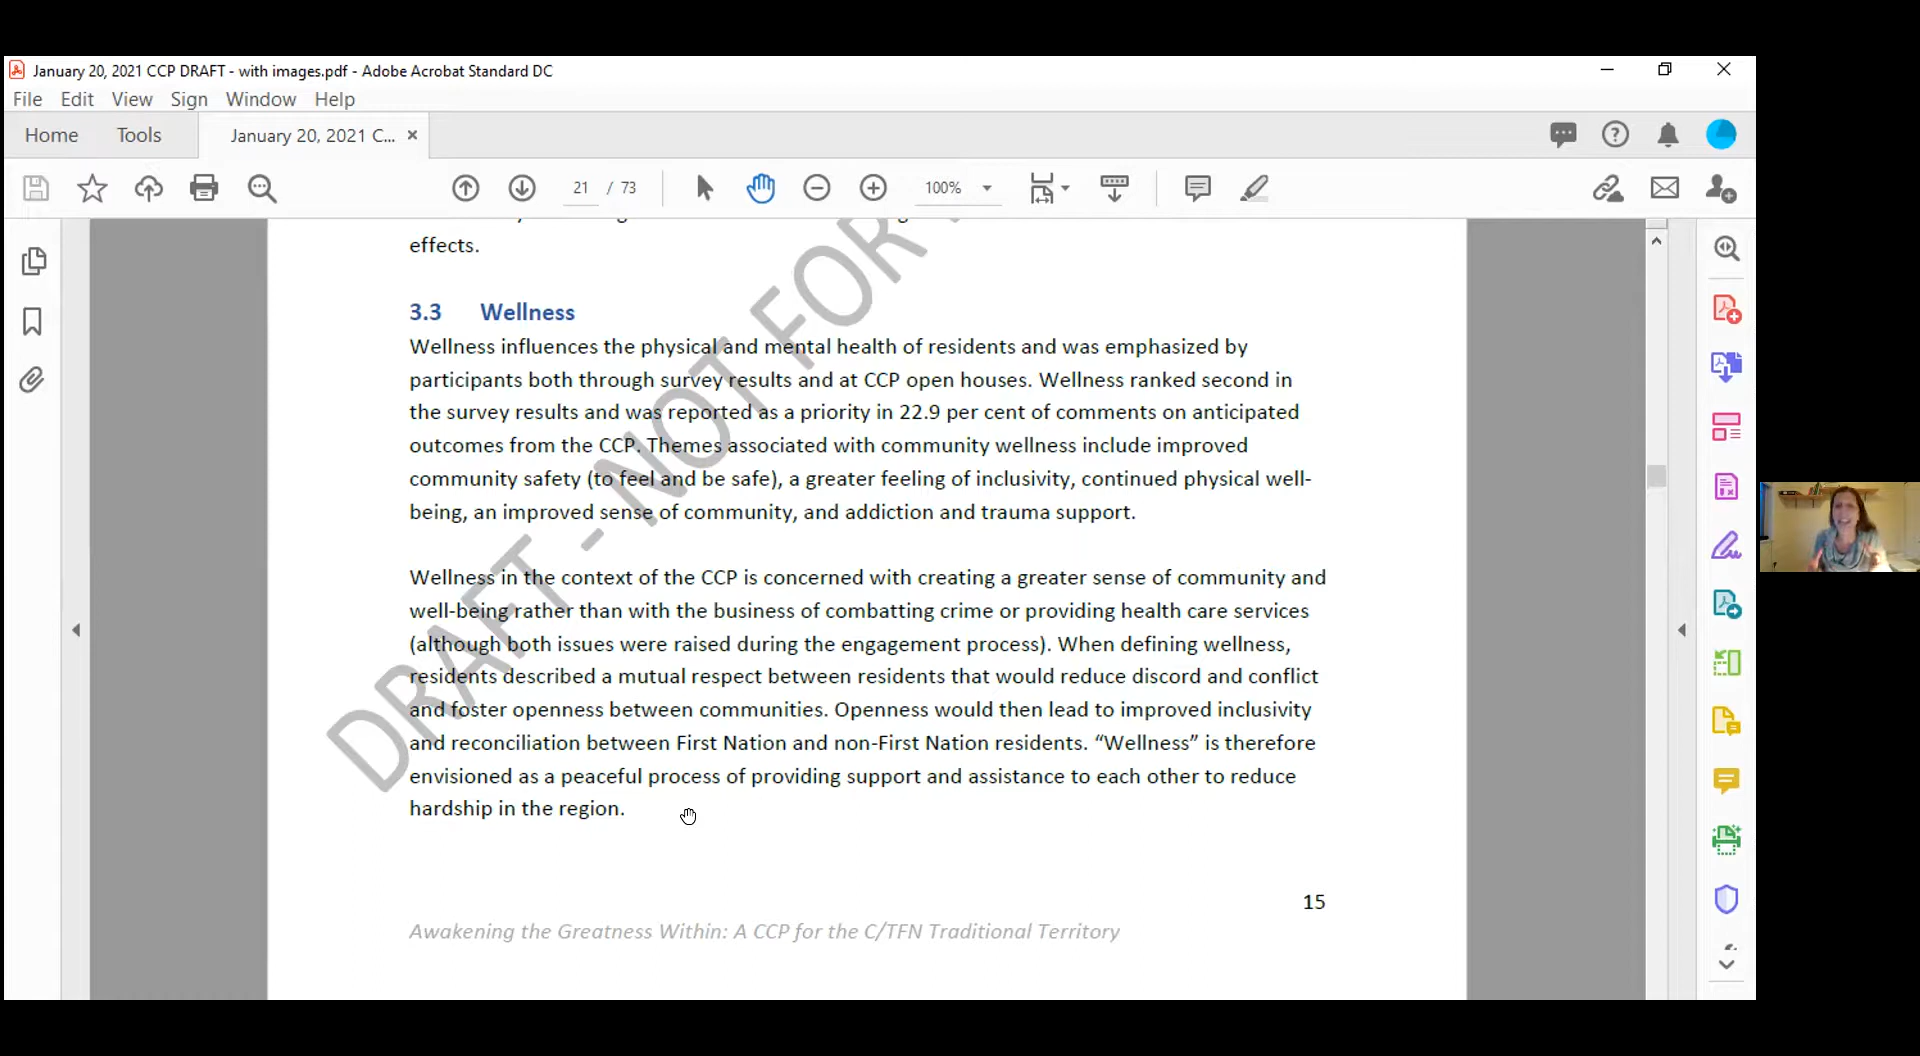 January 20, 2021 CCP DRAFT - with images.pdf - Adobe Acrobat Standard DC
File Edit View Sign Window Help
Home Tools January 20, 2021 C... ×
21 / 73 100%
effects.
3.3 Wellness
Wellness influences the physical and mental health of residents and was emphasized by
participants both through survey results and at CCP open houses. Wellness ranked second in
the survey results and was reported as a priority in 22.9 per cent of comments on anticipated
outcomes from the CCP. Themes associated with community wellness include improved
community safety (to feel and be safe), a greater feeling of inclusivity, continued physical well-
being, an improved sense of community, and addiction and trauma support.
Wellness in the context of the CCP is concerned with creating a greater sense of community and
well-being rather than with the business of combatting crime or providing health care services
(although both issues were raised during the engagement process). When defining wellness,
residents described a mutual respect between residents that would reduce discord and conflict
and foster openness between communities. Openness would then lead to improved inclusivity
and reconciliation between First Nation and non-First Nation residents. “Wellness” is therefore
envisioned as a peaceful process of providing support and assistance to each other to reduce
hardship in the region.
15
Awakening the Greatness Within: A CCP for the C/TFN Traditional Territory
DRAFT - NOT FOR